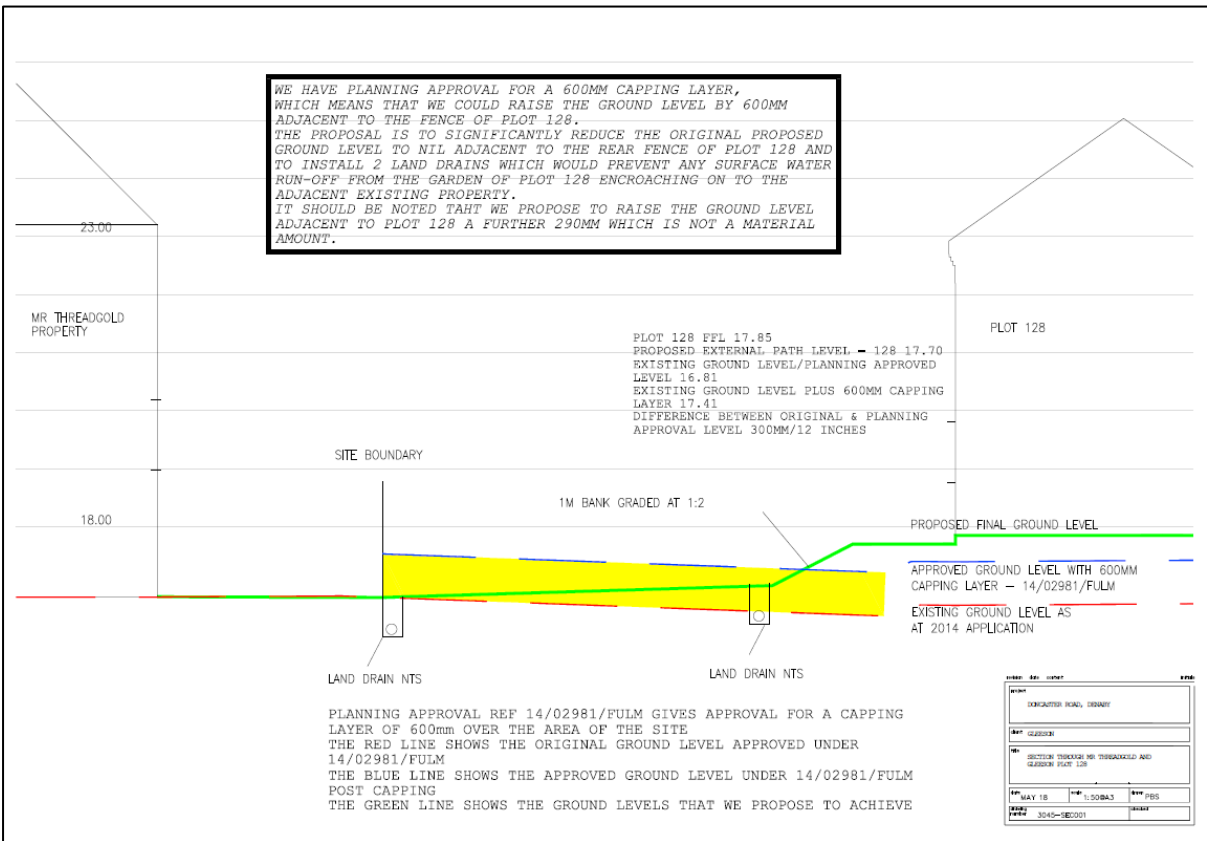 WE HAVE PLANNING APPROVAL FOR A 600MM CAPPING LAYER,
WHICH MEANS THAT WE COULD RAISE THE GROUND LEVEL BY 600MM
ADJACENT TO THE FENCE OF PLOT 128.
THE PROPOSAL IS TO SIGNIFICANTLY REDUCE THE ORIGINAL PROPOSED
GROUND LEVEL TO NIL ADJACENT TO THE REAR FENCE OF PLOT 128 AND
TO INSTALL 2 LAND DRAINS WHICH WOULD PREVENT ANY SURFACE WATER
RUN-OFF FROM THE GARDEN OF PLOT 128 ENCROACHING ON TO THE
ADJACENT EXISTING PROPERTY.
IT SHOULD BE NOTED TAHT WE PROPOSE TO RAISE THE GROUND LEVEL
ADJACENT TO PLOT 128 A FURTHER 290MM WHICH IS NOT A MATERIAL
AMOUNT.
23.00
MR THREADGOLD
PROPERTY
PLOT 128
PLOT 128 FFL 17.85
PROPOSED EXTERNAL PATH LEVEL - 128 17.70
EXISTING GROUND LEVEL/PLANNING APPROVED
LEVEL 16.81
EXISTING GROUND LEVEL PLUS 600MM CAPPING
LAYER 17.41
DIFFERENCE BETWEEN ORIGINAL & PLANNING
APPROVAL LEVEL 300MM/12 INCHES
SITE BOUNDARY
1M BANK GRADED AT 1:2
18.00
PROPOSED FINAL GROUND LEVEL
APPROVED GROUND LEVEL WITH 600MM
CAPPING LAYER - 14/02981/FULM
EXISTING GROUND LEVEL AS
AT 2014 APPLICATION
LAND DRAIN NTS
LAND DRAIN NTS
PLANNING APPROVAL REF 14/02981/FULM GIVES APPROVAL FOR A CAPPING
LAYER OF 600mm OVER THE AREA OF THE SITE
THE RED LINE SHOWS THE ORIGINAL GROUND LEVEL APPROVED UNDER
14/02981/FULM
THE BLUE LINE SHOWS THE APPROVED GROUND LEVEL UNDER 14/02981/FULM
POST CAPPING
THE GREEN LINE SHOWS THE GROUND LEVELS THAT WE PROPOSE TO ACHIEVE
revision date content initials
project
DONCASTER ROAD, DENABY
client GLEESON
title
SECTION THROUGH MR THREADGOLD AND
GLEESON PLOT 128
date MAY 18 scale 1:50@A3 drawn PBS
drawing
number 3045-SEC001 checked